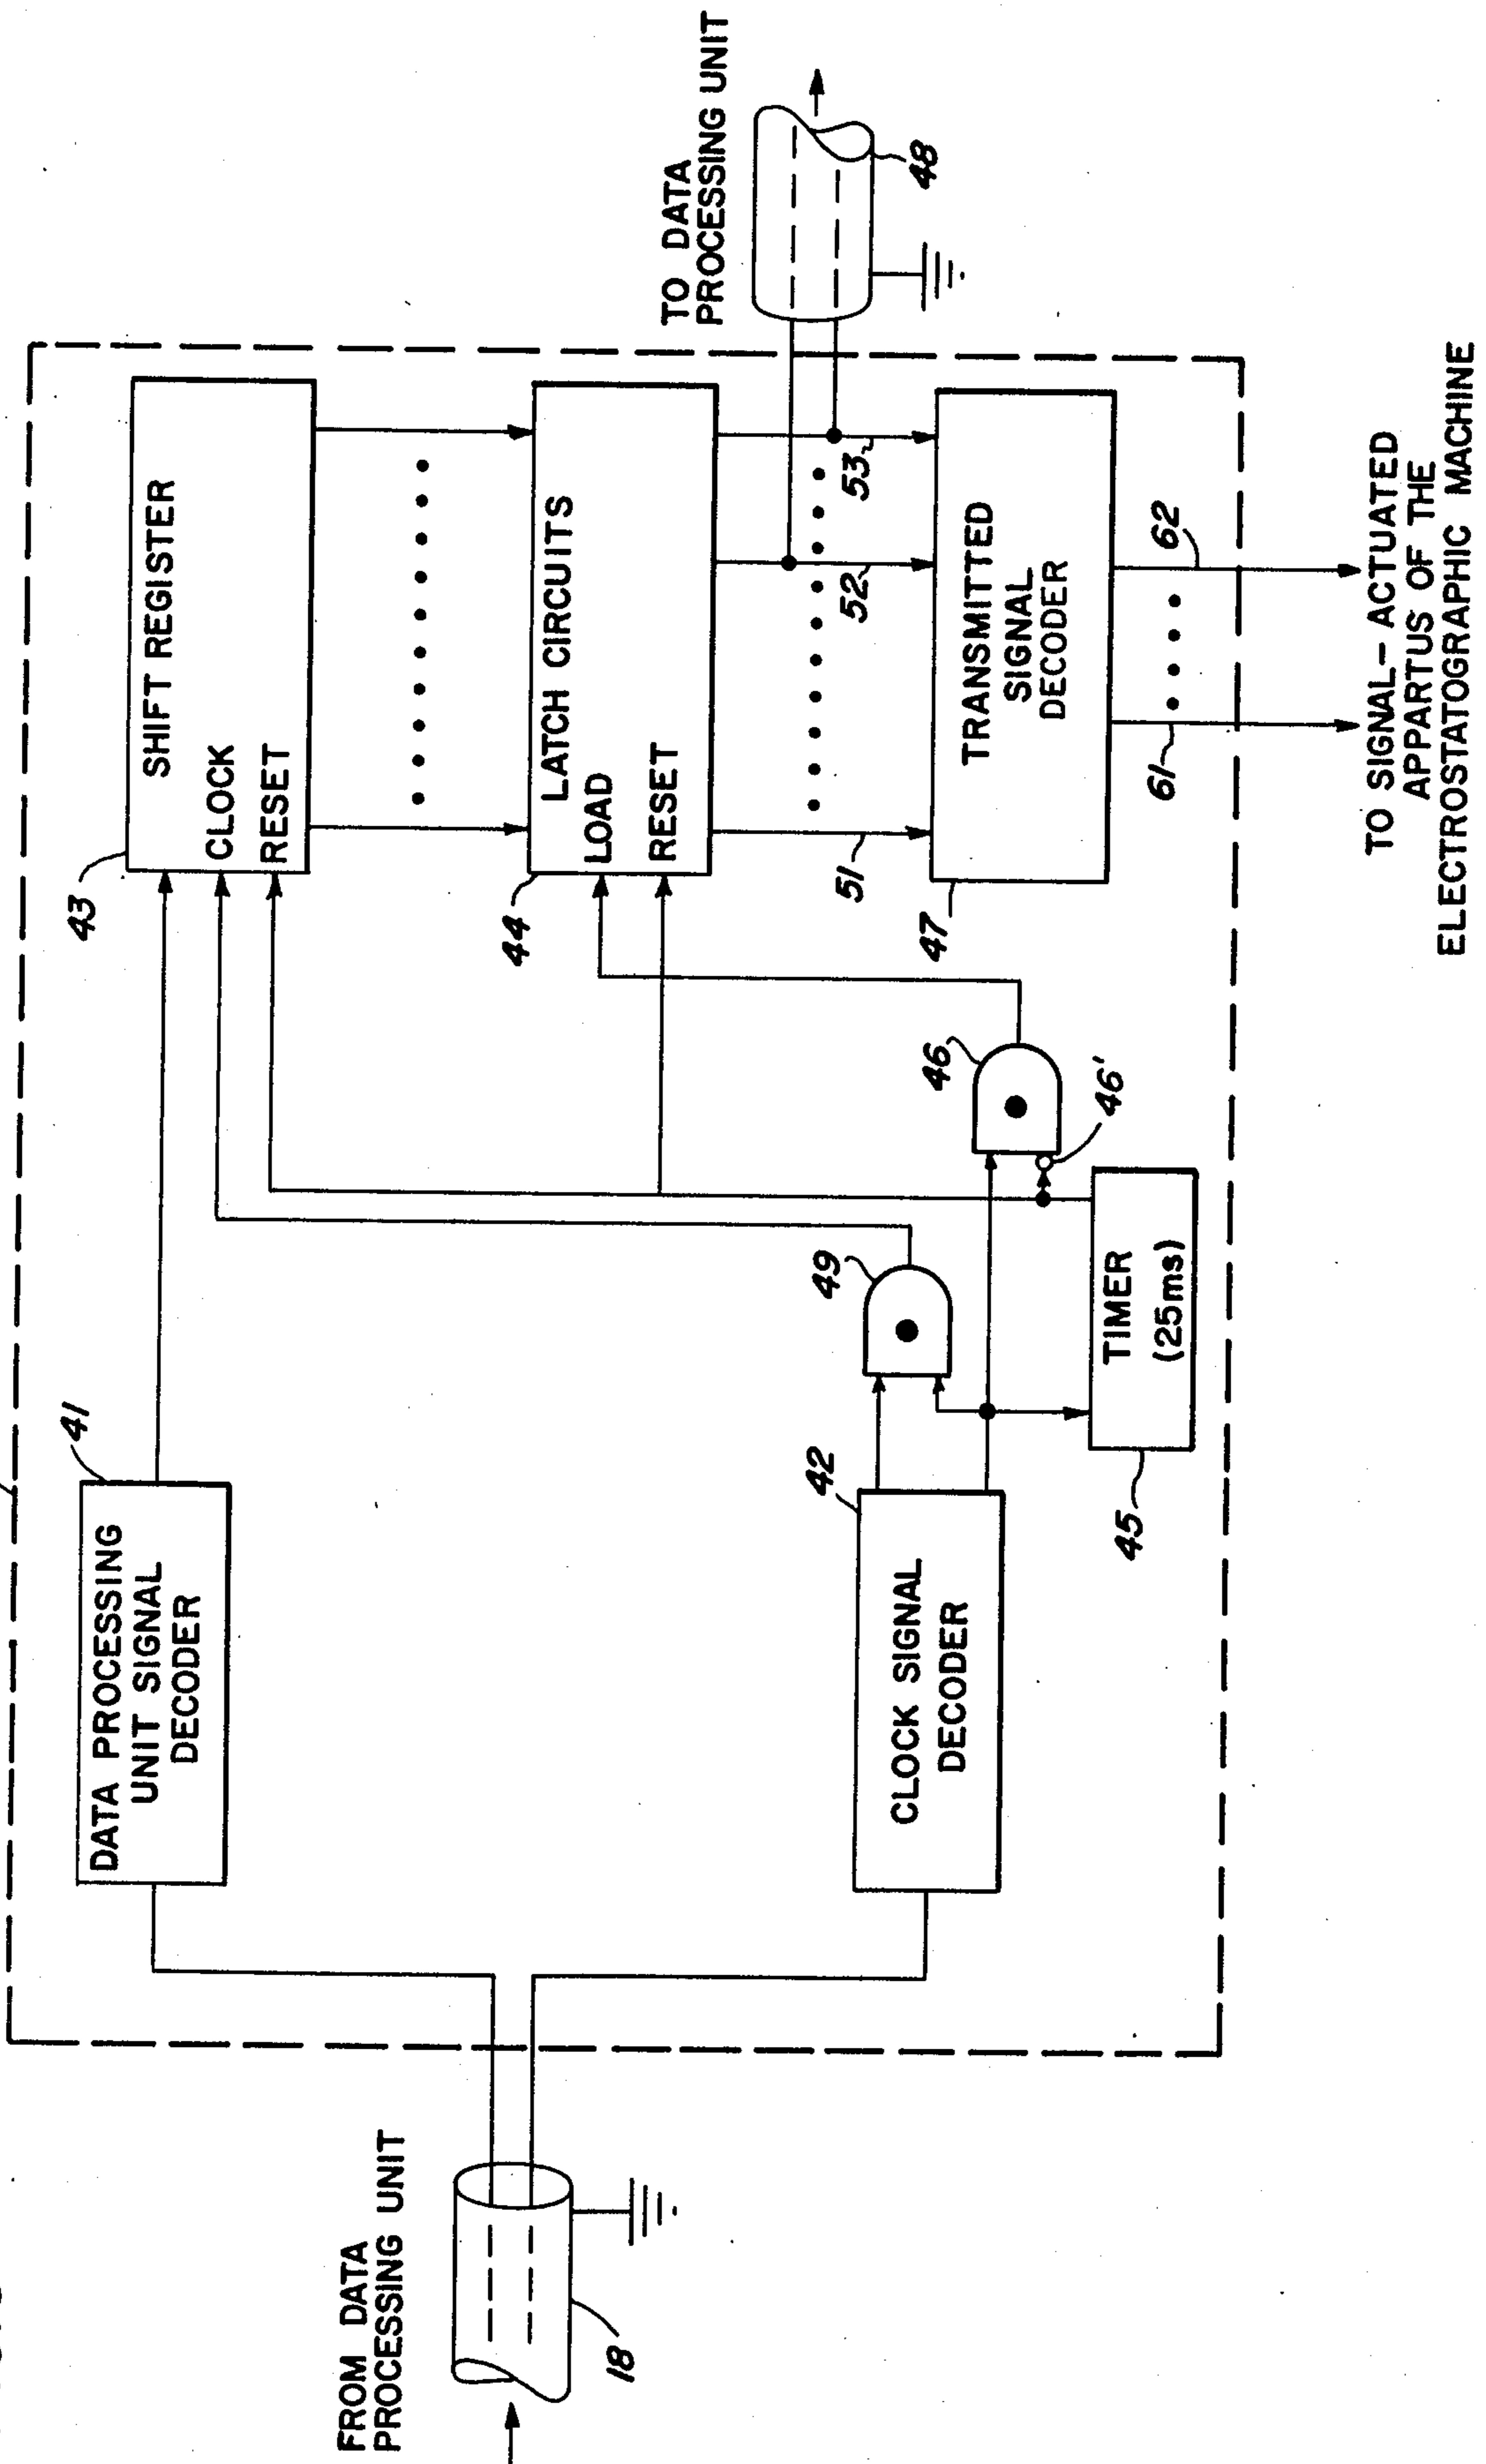 FROM DATA
PROCESSING UNIT
18
DATA PROCESSING
UNIT SIGNAL
DECODER
41
CLOCK SIGNAL
DECODER
42
49
TIMER
(25ms)
45
46
46'
SHIFT REGISTER
CLOCK
RESET
43
LATCH CIRCUITS
LOAD
RESET
44
51
52
53
TRANSMITTED
SIGNAL
DECODER
47
61
62
TO DATA
PROCESSING UNIT
48
TO SIGNAL-ACTUATED
APPARTUS OF THE
ELECTROSTATOGRAPHIC MACHINE